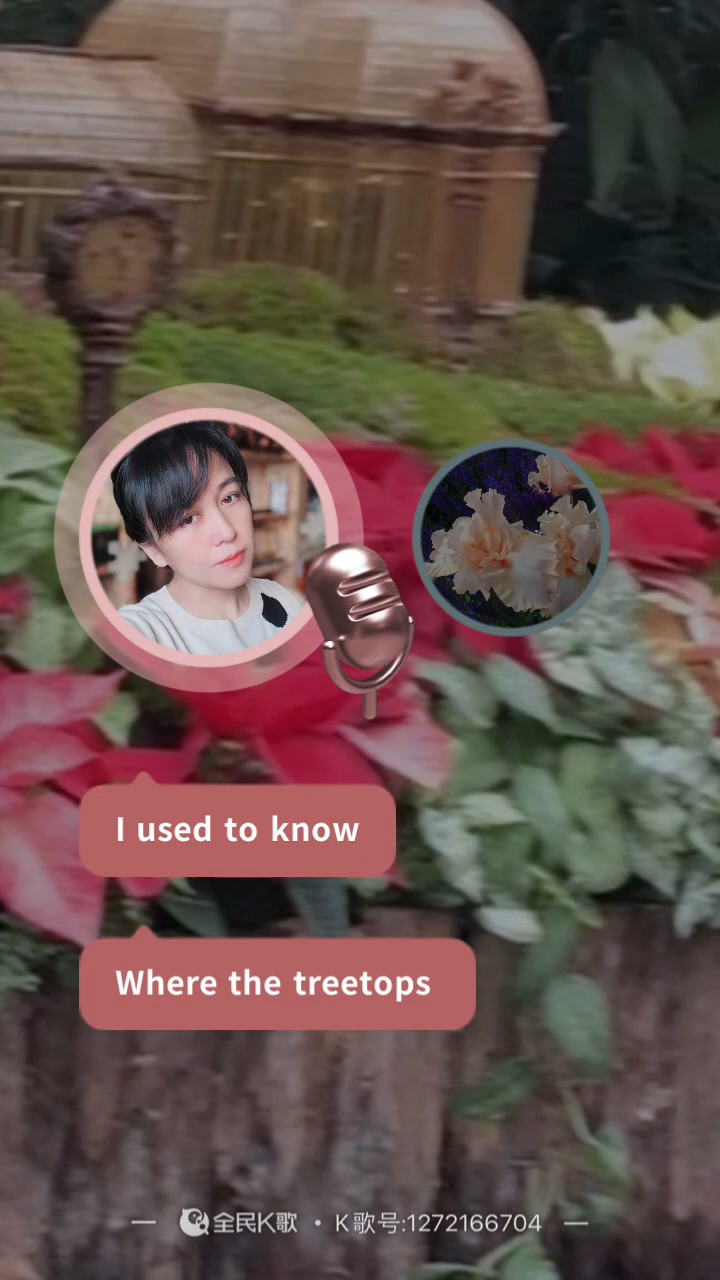 I used to know
Where the treetops
— 全民K歌 • K歌号:1272166704 —